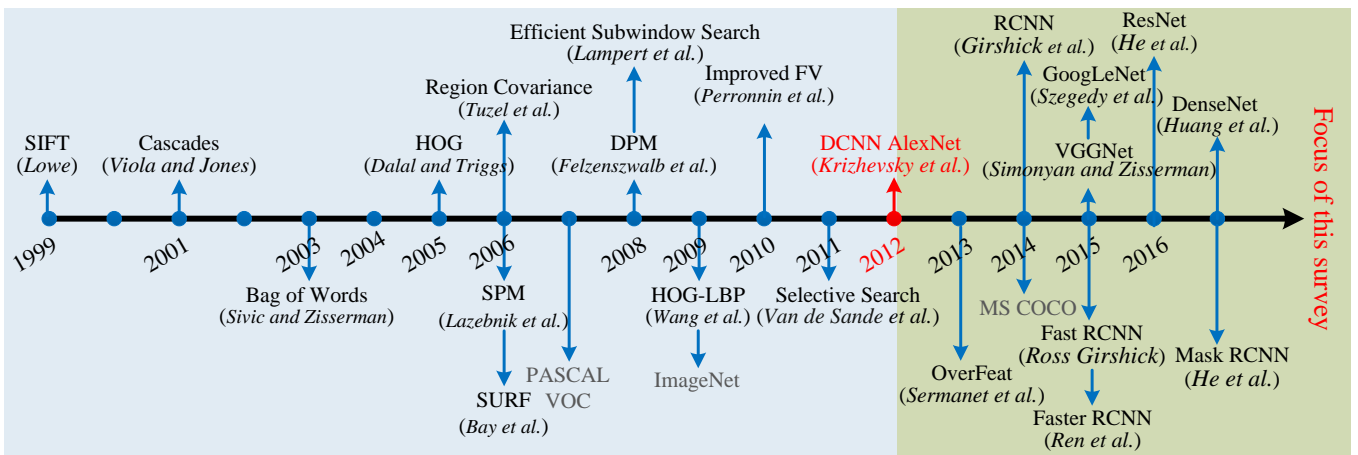 Efficient Subwindow Search
(Lampert et al.)
RCNN
(Girshick et al.)
ResNet
(He et al.)
Region Covariance
(Tuzel et al.)
Improved FV
(Perronnin et al.)
GoogLeNet
(Szegedy et al.)
DenseNet
(Huang et al.)
SIFT
(Lowe)
Cascades
(Viola and Jones)
HOG
(Dalal and Triggs)
DPM
(Felzenszwalb et al.)
DCNN AlexNet
(Krizhevsky et al.)
VGGNet
(Simonyan and Zisserman)
1999
2001
2003
2004
2005
2006
2008
2009
2010
2011
2012
2013
2014
2015
2016
Bag of Words
(Sivic and Zisserman)
SPM
(Lazebnik et al.)
SURF
(Bay et al.)
PASCAL
VOC
HOG-LBP
(Wang et al.)
ImageNet
Selective Search
(Van de Sande et al.)
OverFeat
(Sermanet et al.)
MS COCO
Fast RCNN
(Ross Girshick)
Faster RCNN
(Ren et al.)
Mask RCNN
(He et al.)
Focus of this survey